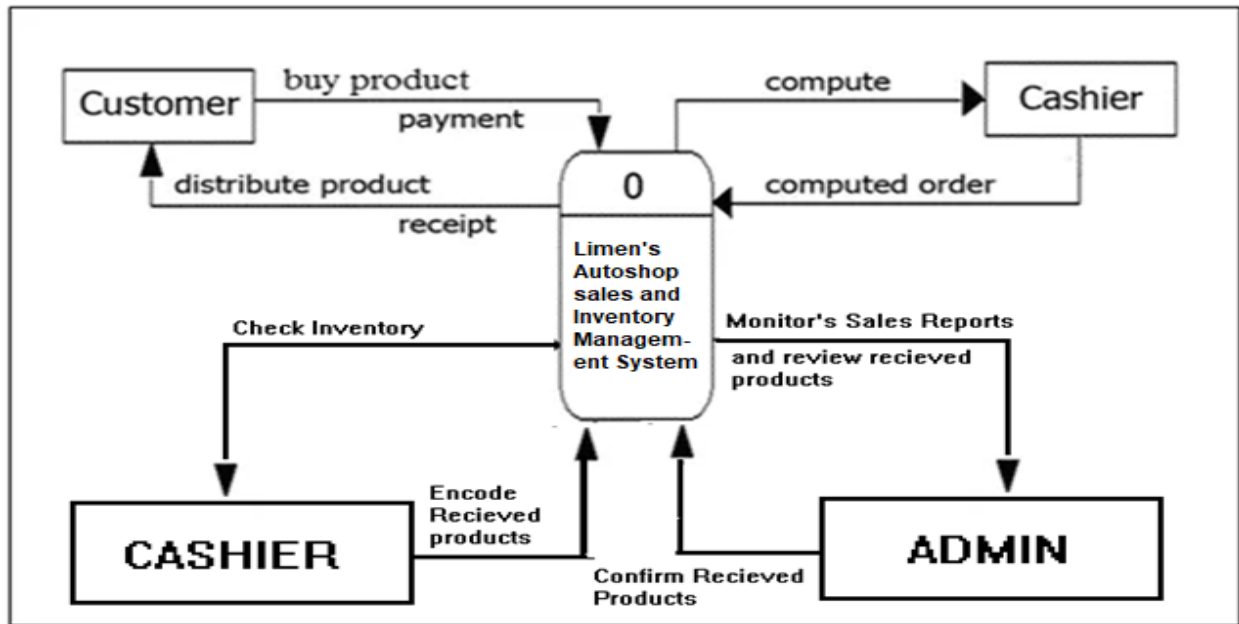 buy product
payment
Customer
distribute product
receipt
compute
Cashier
computed order
0
Limen's
Autoshop
sales and
Inventory
Managem-
ent System
Check Inventory
Monitor's Sales Reports
and review recieved
products
CASHIER
Encode
Recieved
products
Confirm Recieved
Products
ADMIN